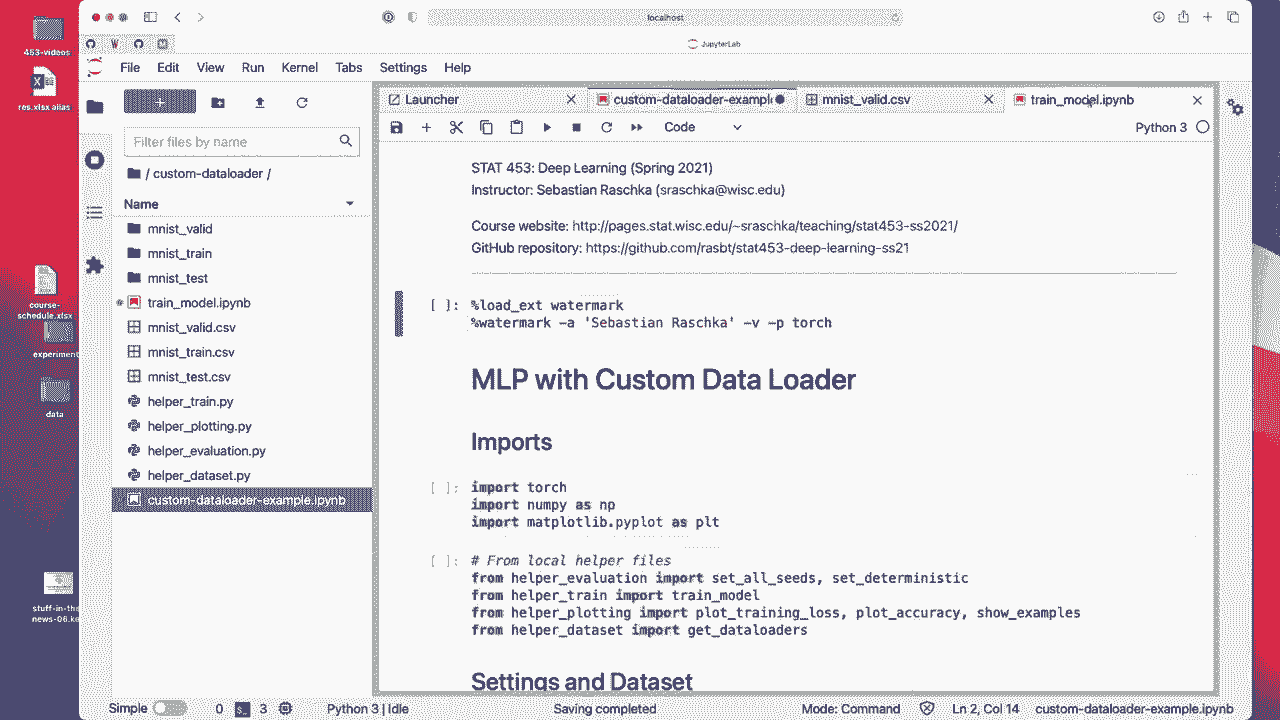 localhost
JupyterLab
453-videos
res.xlsx alias
course-
schedule.xlsx
experiment
data
stuff-in-the
news-06.ke
File Edit View Run Kernel Tabs Settings Help
Filter files by name
/ custom-dataloader /
Name
mnist_valid
mnist_train
mnist_test
train_model.ipynb
mnist_valid.csv
mnist_train.csv
mnist_test.csv
helper_train.py
helper_plotting.py
helper_evaluation.py
helper_dataset.py
custom-dataloader-example.ipynb
Launcher custom-dataloader-example mnist_valid.csv train_model.ipynb
Code Python 3
STAT 453: Deep Learning (Spring 2021)
Instructor: Sebastian Raschka (sraschka@wisc.edu)
Course website: http://pages.stat.wisc.edu/~sraschka/teaching/stat453-ss2021/
GitHub repository: https://github.com/rasbt/stat453-deep-learning-ss21
[ ]: %load_ext watermark
%watermark -a 'Sebastian Raschka' -v -p torch
MLP with Custom Data Loader
Imports
[ ]: import torch
import numpy as np
import matplotlib.pyplot as plt
[ ]: # From local helper files
from helper_evaluation import set_all_seeds, set_deterministic
from helper_train import train_model
from helper_plotting import plot_training_loss, plot_accuracy, show_examples
from helper_dataset import get_dataloaders
Settings and Dataset
Simple 0 3 Python 3 | Idle Saving completed Mode: Command Ln 2, Col 14 custom-dataloader-example.ipynb